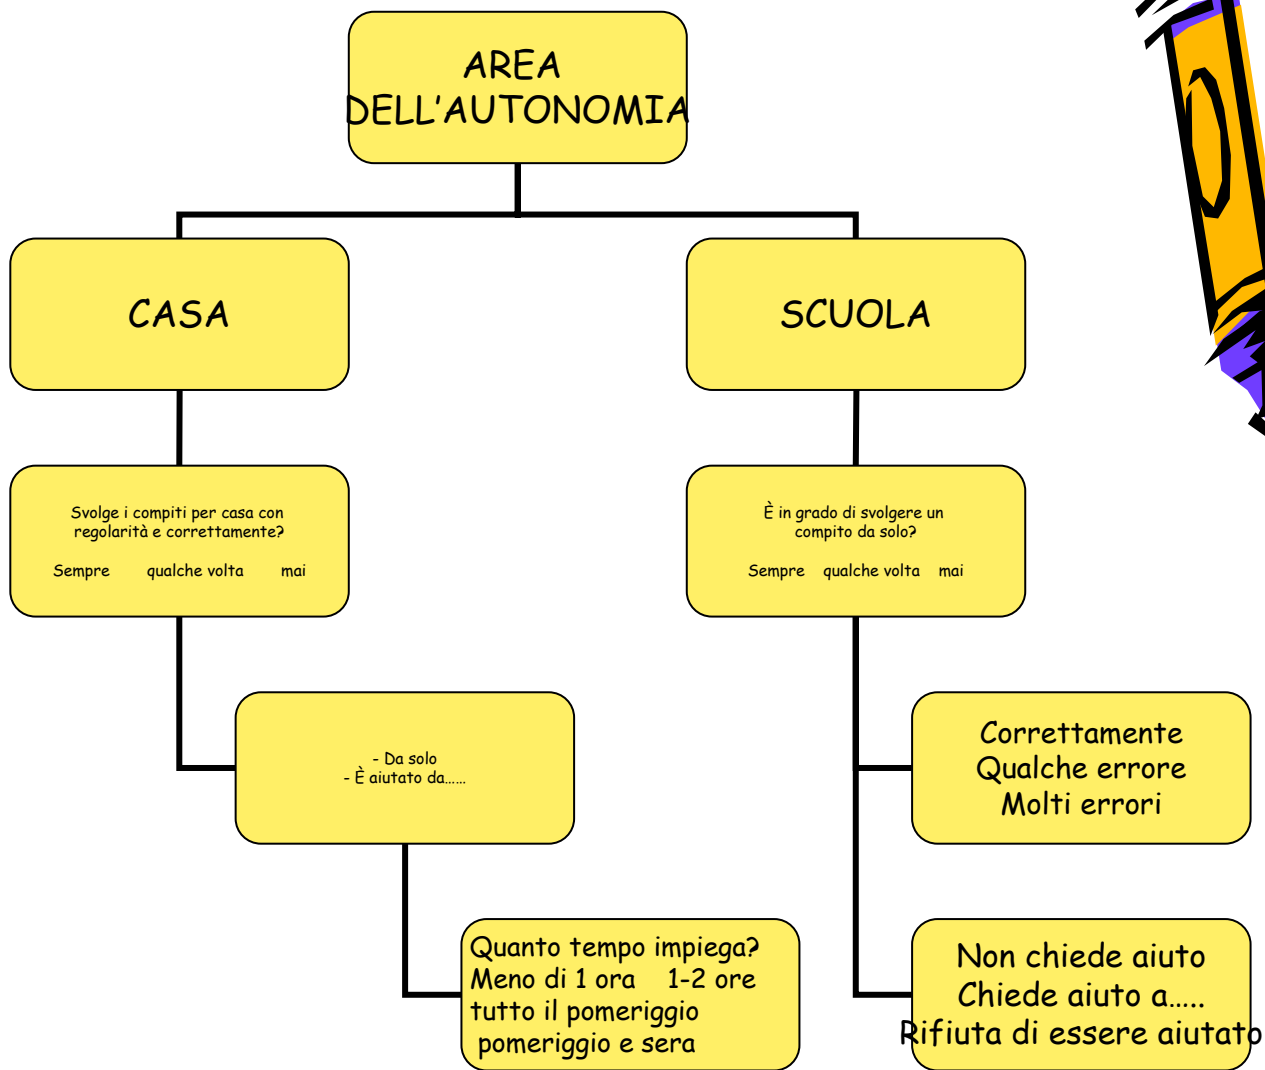 AREA
DELL'AUTONOMIA
CASA
SCUOLA
Svolge i compiti per casa con
regolarità e correttamente?
Sempre qualche volta mai
È in grado di svolgere un
compito da solo?
Sempre qualche volta mai
- Da solo
- È aiutato da......
Correttamente
Qualche errore
Molti errori
Quanto tempo impiega?
Meno di 1 ora 1-2 ore
tutto il pomeriggio
pomeriggio e sera
Non chiede aiuto
Chiede aiuto a.....
Rifiuta di essere aiutato